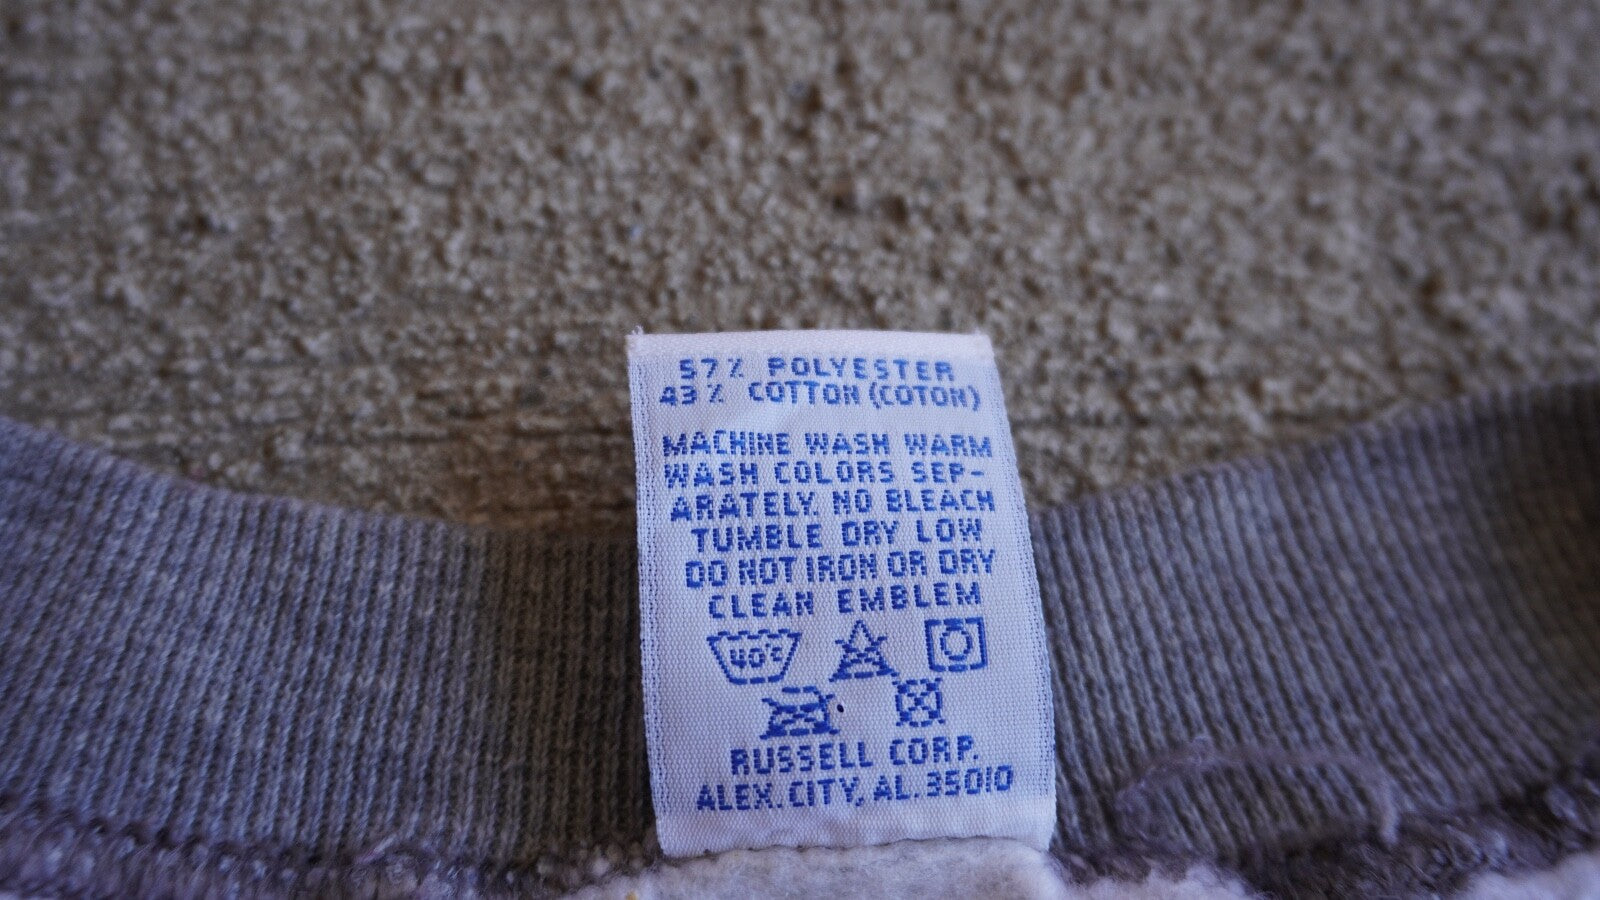 57% POLYESTER
43% COTTON (COTON)
MACHINE WASH WARM
WASH COLORS SEP-
ARATELY. NO BLEACH
TUMBLE DRY LOW
DO NOT IRON OR DRY
CLEAN EMBLEM
40°C
RUSSELL CORP.
ALEX. CITY, AL. 35010